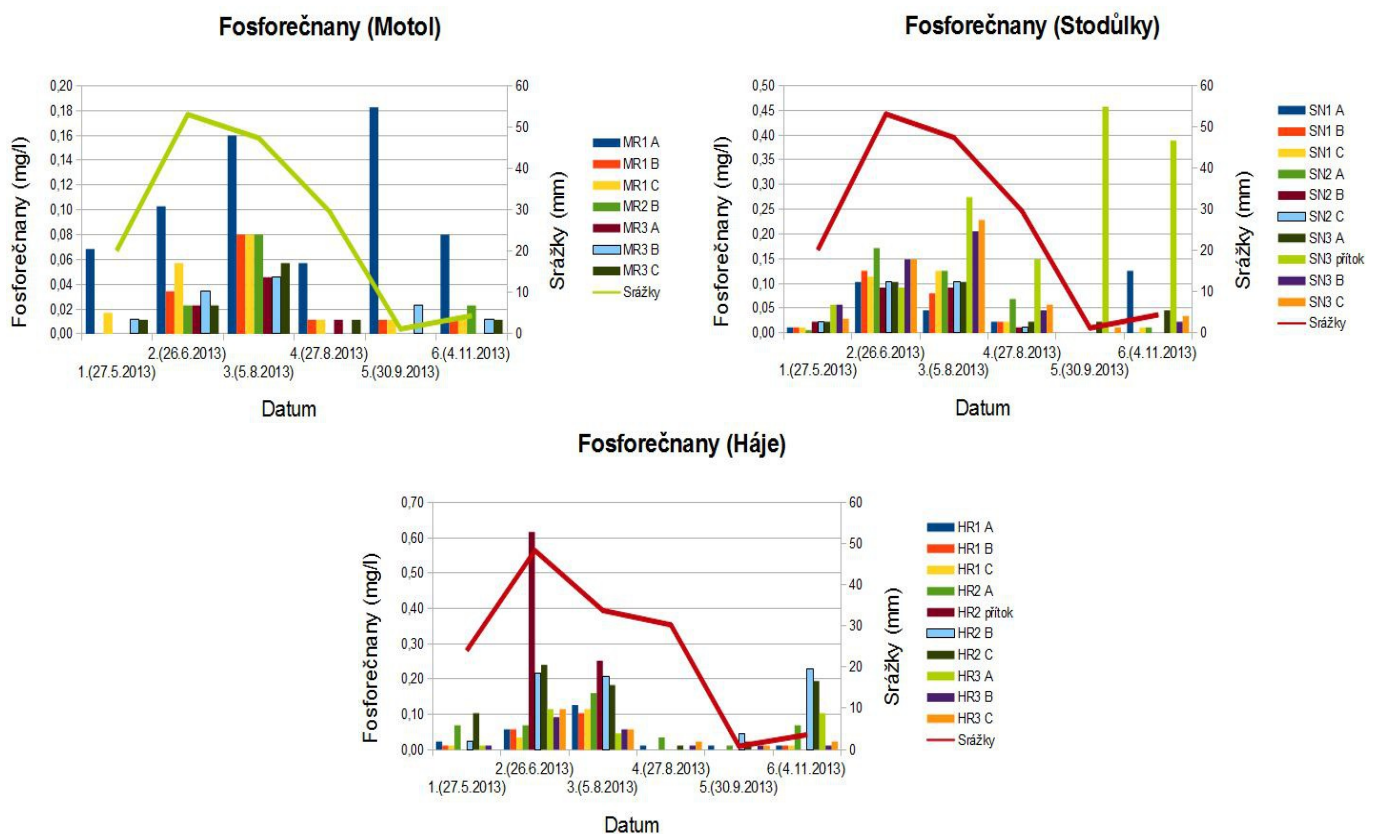 Fosforečnany (Motol)
Fosforečnany (mg/l)
0,20
0,18
0,16
0,14
0,12
0,10
0,08
0,06
0,04
0,02
0,00
60
50
40
30
20
10
0
Srážky (mm)
2.(26.6.2013) 4.(27.8.2013) 6.(4.11.2013)
1.(27.5.2013) 3.(5.8.2013) 5.(30.9.2013)
Datum
MR1 A
MR1 B
MR1 C
MR2 B
MR3 A
MR3 B
MR3 C
Srážky
Fosforečnany (Stodůlky)
Fosforečnany (mg/l)
0,50
0,45
0,40
0,35
0,30
0,25
0,20
0,15
0,10
0,05
0,00
60
50
40
30
20
10
0
Srážky (mm)
2.(26.6.2013) 4.(27.8.2013) 6.(4.11.2013)
1.(27.5.2013) 3.(5.8.2013) 5.(30.9.2013)
Datum
SN1 A
SN1 B
SN1 C
SN2 A
SN2 B
SN2 C
SN3 A
SN3 přítok
SN3 B
SN3 C
Srážky
Fosforečnany (Háje)
Fosforečnany (mg/l)
0,70
0,60
0,50
0,40
0,30
0,20
0,10
0,00
60
50
40
30
20
10
0
Srážky (mm)
2.(26.6.2013) 4.(27.8.2013) 6.(4.11.2013)
1.(27.5.2013) 3.(5.8.2013) 5.(30.9.2013)
Datum
HR1 A
HR1 B
HR1 C
HR2 A
HR2 přítok
HR2 B
HR2 C
HR3 A
HR3 B
HR3 C
Srážky